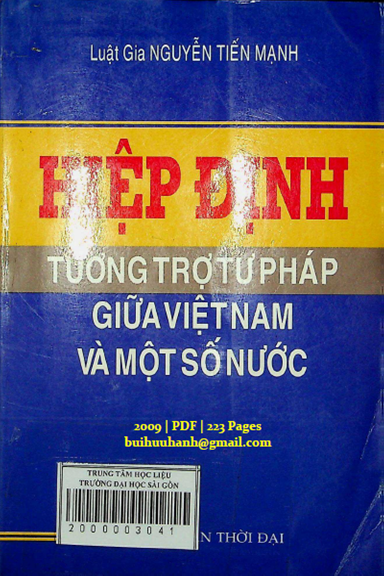 Luật Gia NGUYỄN TIẾN MẠNH
HIỆP ĐỊNH
TƯƠNG TRỢ TƯ PHÁP
GIỮA VIỆT NAM
VÀ MỘT SỐ NƯỚC
2009 | PDF | 223 Pages
buihuuhanh@gmail.com
TRUNG TÂM HỌC LIỆU
TRƯỜNG ĐẠI HỌC SÀI GÒN
2000003041
N THỜI ĐẠI